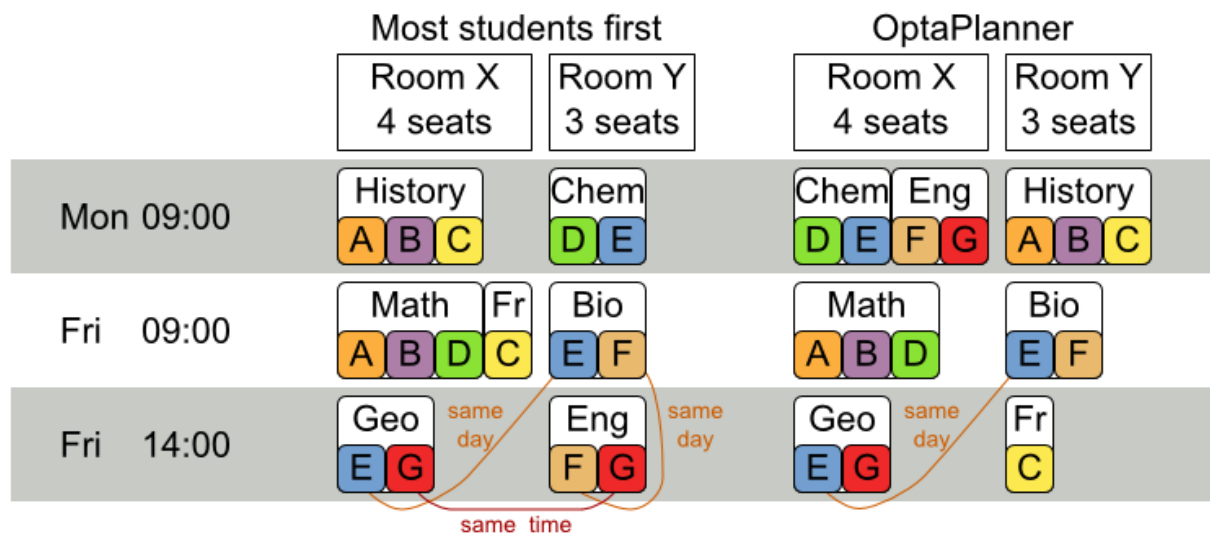 Most students first OptaPlanner
Room X Room Y Room X Room Y
4 seats 3 seats 4 seats 3 seats
History Chem Chem Eng History
Mon 09:00
A B C D E D E F G A B C
Math Fr Bio Math Bio
Fri 09:00
A B D C E F A B D E F
Geo same day Eng same day Geo same day Fr
Fri 14:00
E G F G E G C
same time